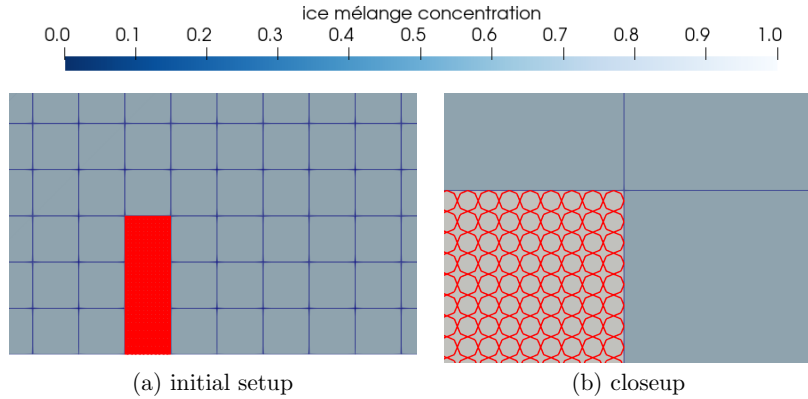 ice mélange concentration
0.0 0.1 0.2 0.3 0.4 0.5 0.6 0.7 0.8 0.9 1.0
(a) initial setup
(b) closeup